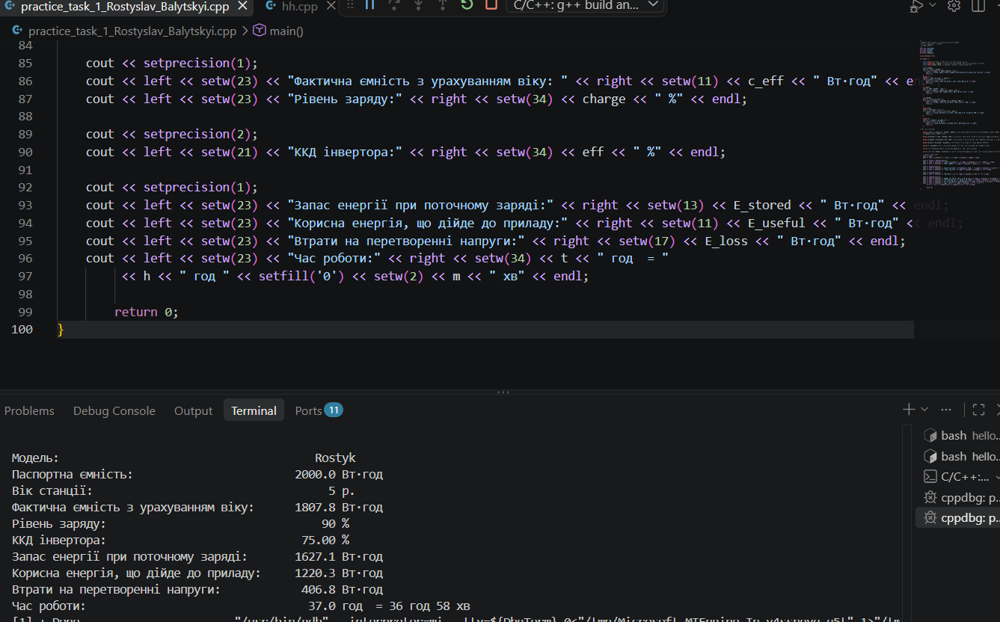 practice_task_1_Rostyslav_Balytskyi.cpp hh.cpp C/C++: g++ build an...
practice_task_1_Rostyslav_Balytskyi.cpp > main()
84
85 cout << setprecision(1);
86 cout << left << setw(23) << "Фактична ємність з урахуванням віку: " << right << setw(11) << c_eff << " Вт·год" << en
87 cout << left << setw(23) << "Рівень заряду:" << right << setw(34) << charge << " %" << endl;
88
89 cout << setprecision(2);
90 cout << left << setw(21) << "ККД інвертора:" << right << setw(34) << eff << " %" << endl;
91
92 cout << setprecision(1);
93 cout << left << setw(23) << "Запас енергії при поточному заряді:" << right << setw(13) << E_stored << " Вт·год" << endl;
94 cout << left << setw(23) << "Корисна енергія, що дійде до приладу:" << right << setw(11) << E_useful << " Вт·год" << endl;
95 cout << left << setw(23) << "Втрати на перетворенні напруги:" << right << setw(17) << E_loss << " Вт·год" << endl;
96 cout << left << setw(23) << "Час роботи:" << right << setw(34) << t << " год  = "
97 << h << " год " << setfill('0') << setw(2) << m << " хв" << endl;
98
99 return 0;
100 }
Problems Debug Console Output Terminal Ports 11
bash hello...
bash hello...
C/C++:...
cppdbg: p...
cppdbg: p...
Модель: Rostyk
Паспортна ємність: 2000.0 Вт·год
Вік станції: 5 р.
Фактична ємність з урахуванням віку: 1807.8 Вт·год
Рівень заряду: 90 %
ККД інвертора: 75.00 %
Запас енергії при поточному заряді: 1627.1 Вт·год
Корисна енергія, що дійде до приладу: 1220.3 Вт·год
Втрати на перетворенні напруги: 406.8 Вт·год
Час роботи: 37.0 год  = 36 год 58 хв